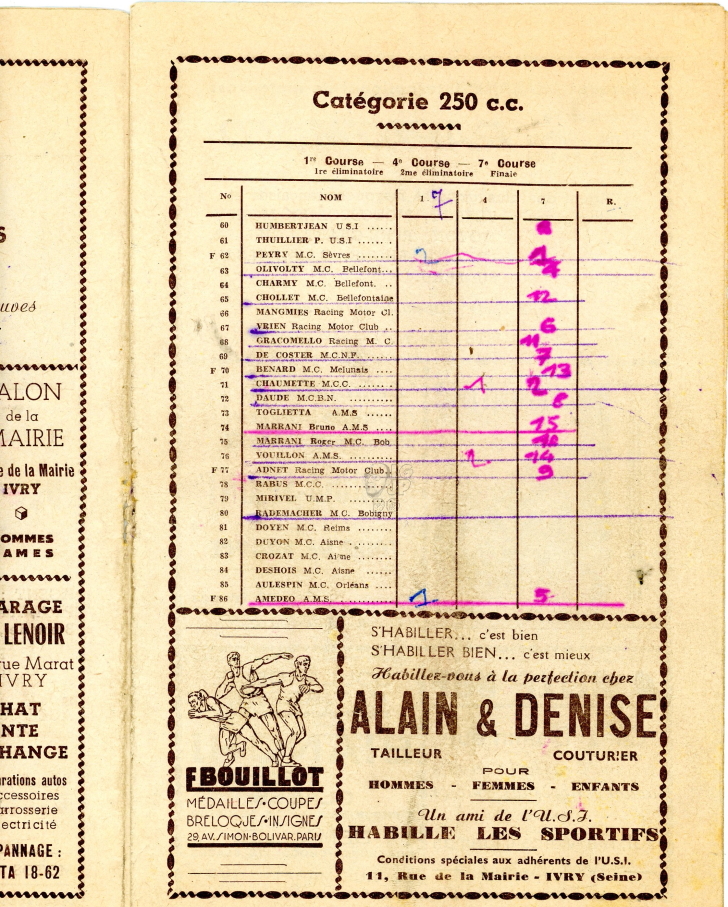 S
uves
ALON
de la
MAIRIE
e de la Mairie
IVRY
OMMES
AMES
ARAGE
LENOIR
rue Marat
IVRY
HAT
NTE
HANGE
arations autos
ccessoires
arrosserie
ectricité
PANNAGE :
TA 18-62
Catégorie 250 c.c.
1re Course — 4e Course — 7e Course
1re éliminatoire 2me éliminatoire Finale
No NOM 1 7 4 7 R.
60 HUMBERTJEAN U S.I ......
61 THUILLIER P. U.S.I .......
F 62 PEYRY M.C. Sèvres ........ 2 1
63 OLIVOLTY M.C. Bellefont... 4
64 CHARMY M.C. Bellefont. ..
65 CHOLLET M.C. Bellefontaine 12
66 MANGMIES Racing Motor Cl.
67 VRIEN Racing Motor Club .. 6
68 GRACOMELLO Racing M. C. 11
69 DE COSTER M.C.N.F. ...... 7
F 70 BENARD M.C. Melunais .... 13
71 CHAUMETTE M.C.C. ........ 1 2
72 DAUDE M.C.B.N. .......... 8
73 TOGLIETTA A.M.S ......
74 MARRANI Bruno A.M.S .... 15
75 MARRANI Roger M.C. Bob
76 VOUILLON A.M.S. ......... 2 14
F 77 ADNET Racing Motor Club.. 9
78 RABUS M.C.C. ............
79 MIRIVEL U.M.P. ..........
80 RADEMACHER M C. Bobigny
81 DOYEN M.C. Reims ........
82 DUYON M.C. Aisne ........
83 CROZAT M.C. Aisne ........
84 DESHOIS M.C. Aisne ......
85 AULESPIN M.C. Orléans ....
F 86 AMEDEO A.M.S. .......... 1 5
F. BOUILLOT
MÉDAILLES • COUPES
BRELOQUES • INSIGNES
29, AV. SIMON-BOLIVAR. PARIS
S'HABILLER... c'est bien
S'HABILLER BIEN... c'est mieux
Habillez-vous à la perfection chez
ALAIN & DENISE
TAILLEUR COUTURIER
POUR
HOMMES - FEMMES - ENFANTS
Un ami de l'U.S.I.
HABILLE LES SPORTIFS
Conditions spéciales aux adhérents de l'U.S.I.
11, Rue de la Mairie - IVRY (Seine)